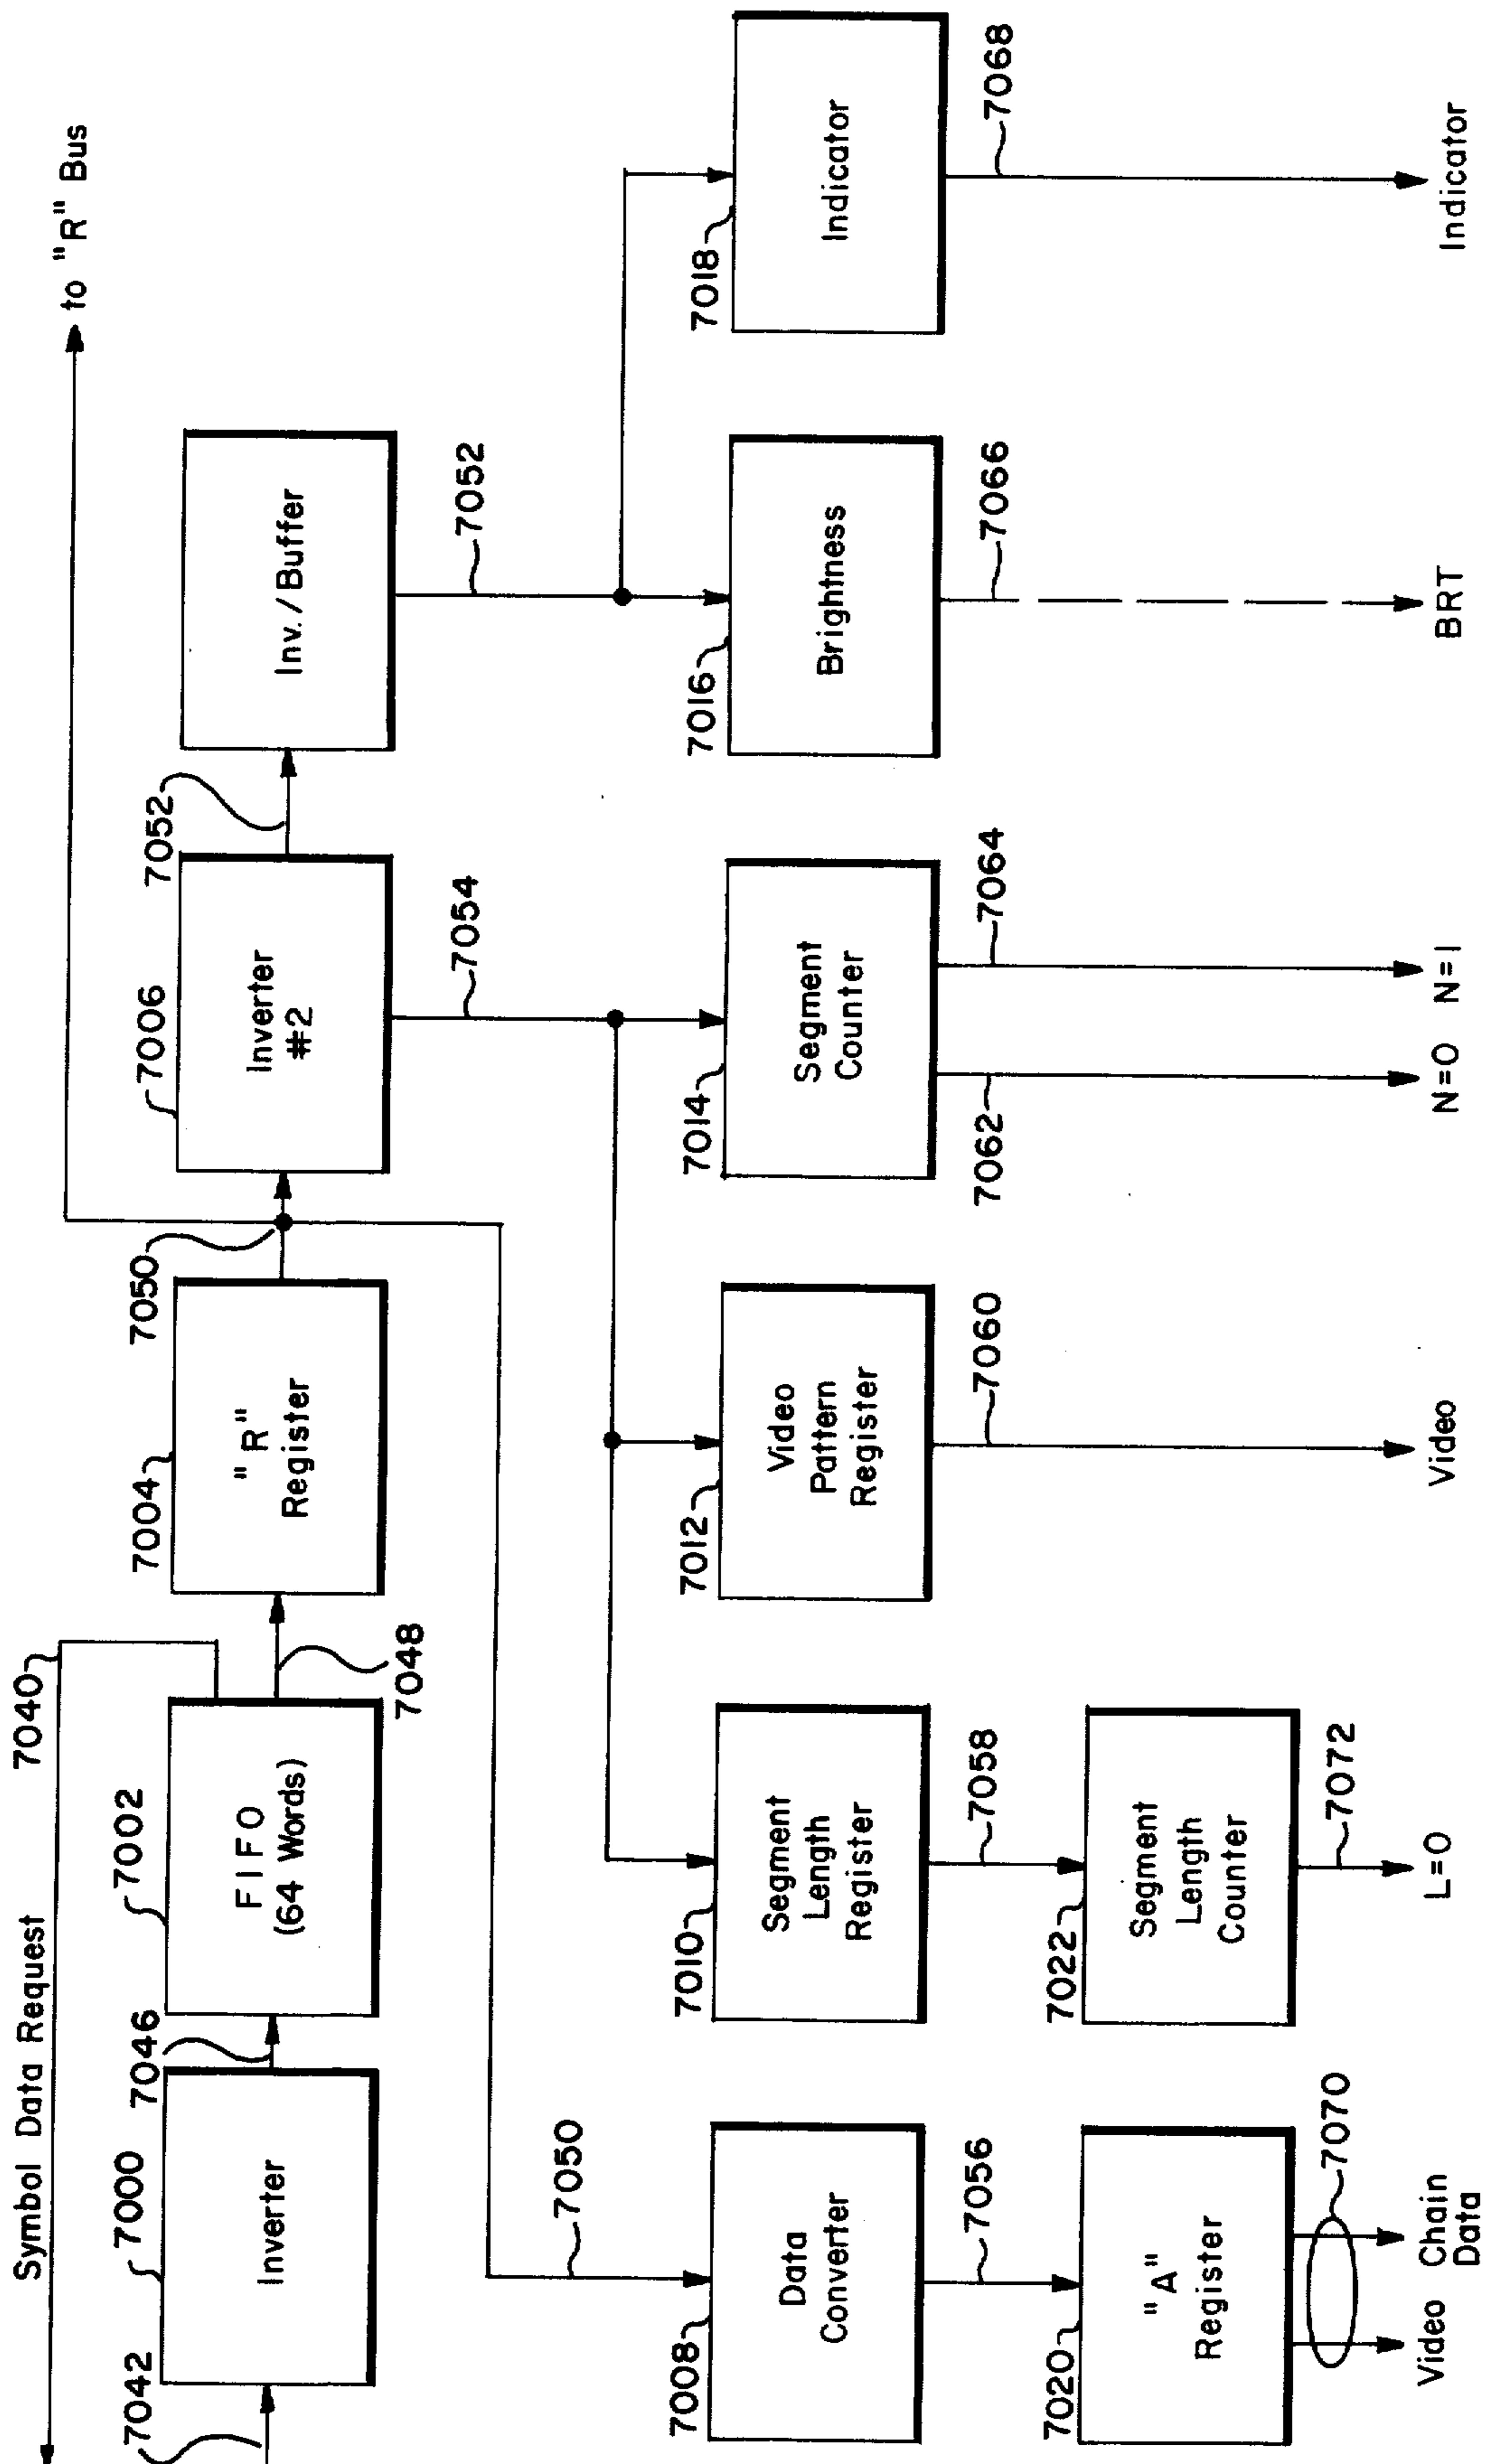 Symbol Data Request
7040
to "R" Bus
7042
7000
Inverter
7046
7002
FIFO
(64 Words)
7048
7004
"R"
Register
7050
7006
Inverter
#2
7052
Inv./Buffer
7050
7054
7052
7008
Data
Converter
7010
Segment
Length
Register
7012
Video
Pattern
Register
7014
Segment
Counter
7016
Brightness
7018
Indicator
7056
7058
7060
7062
7064
7066
7068
7020
"A"
Register
7022
Segment
Length
Counter
7070
7072
Video
Chain
Data
L=0
Video
N=0
N=1
BRT
Indicator